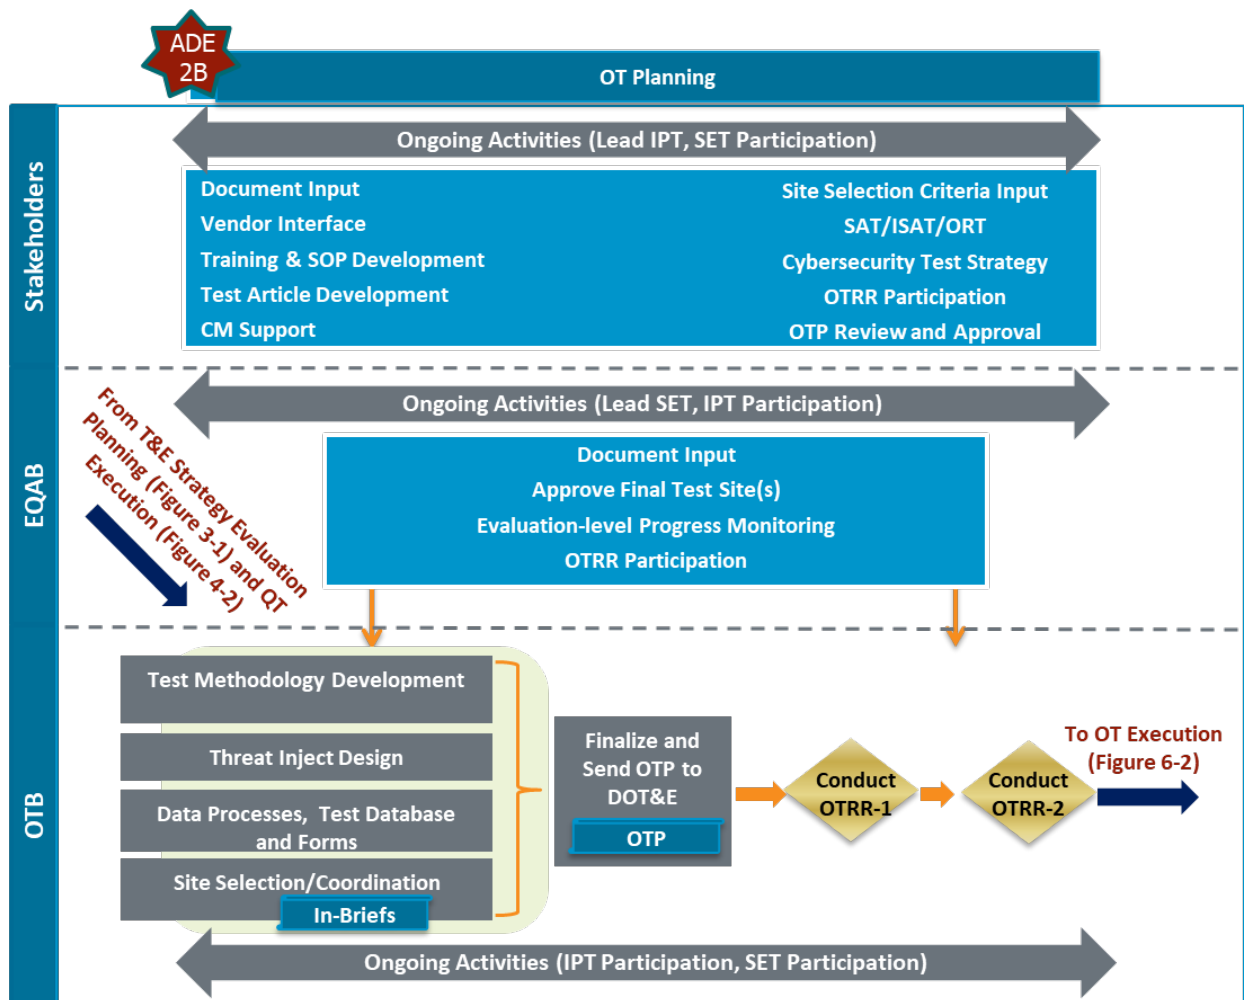 ADE
2B
OT Planning
Stakeholders
Ongoing Activities (Lead IPT, SET Participation)
Document Input
Vendor Interface
Training & SOP Development
Test Article Development
CM Support
Site Selection Criteria Input
SAT/ISAT/ORT
Cybersecurity Test Strategy
OTRR Participation
OTP Review and Approval
EQAB
Ongoing Activities (Lead SET, IPT Participation)
From T&E Strategy Evaluation
Planning (Figure 3-1) and QT
Execution (Figure 4-2)
Document Input
Approve Final Test Site(s)
Evaluation-level Progress Monitoring
OTRR Participation
OTB
Test Methodology Development
Threat Inject Design
Data Processes, Test Database
and Forms
Site Selection/Coordination
In-Briefs
Finalize and
Send OTP to
DOT&E
OTP
Conduct
OTRR-1
Conduct
OTRR-2
To OT Execution
(Figure 6-2)
Ongoing Activities (IPT Participation, SET Participation)